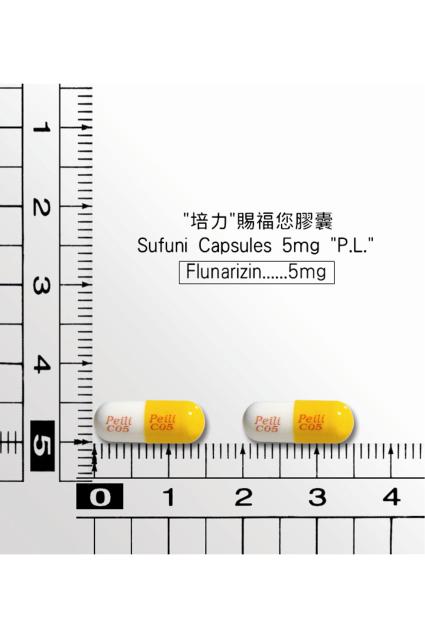 "培力"賜福您膠囊
Sufuni Capsules 5mg "P.L."
Flunarizin......5mg
1
2
3
4
5
Peili Peili
C05 C05
Peili Peili
C05 C05
0 1 2 3 4